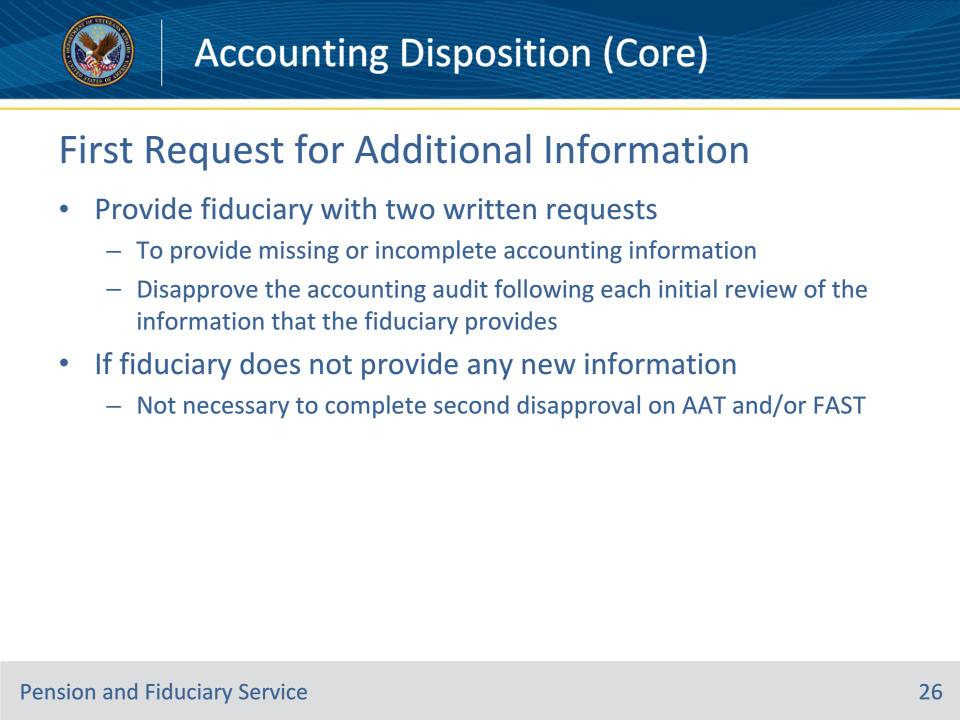 Accounting Disposition (Core)
First Request for Additional Information
• Provide fiduciary with two written requests
– To provide missing or incomplete accounting information
– Disapprove the accounting audit following each initial review of the
information that the fiduciary provides
• If fiduciary does not provide any new information
– Not necessary to complete second disapproval on AAT and/or FAST
Pension and Fiduciary Service
26